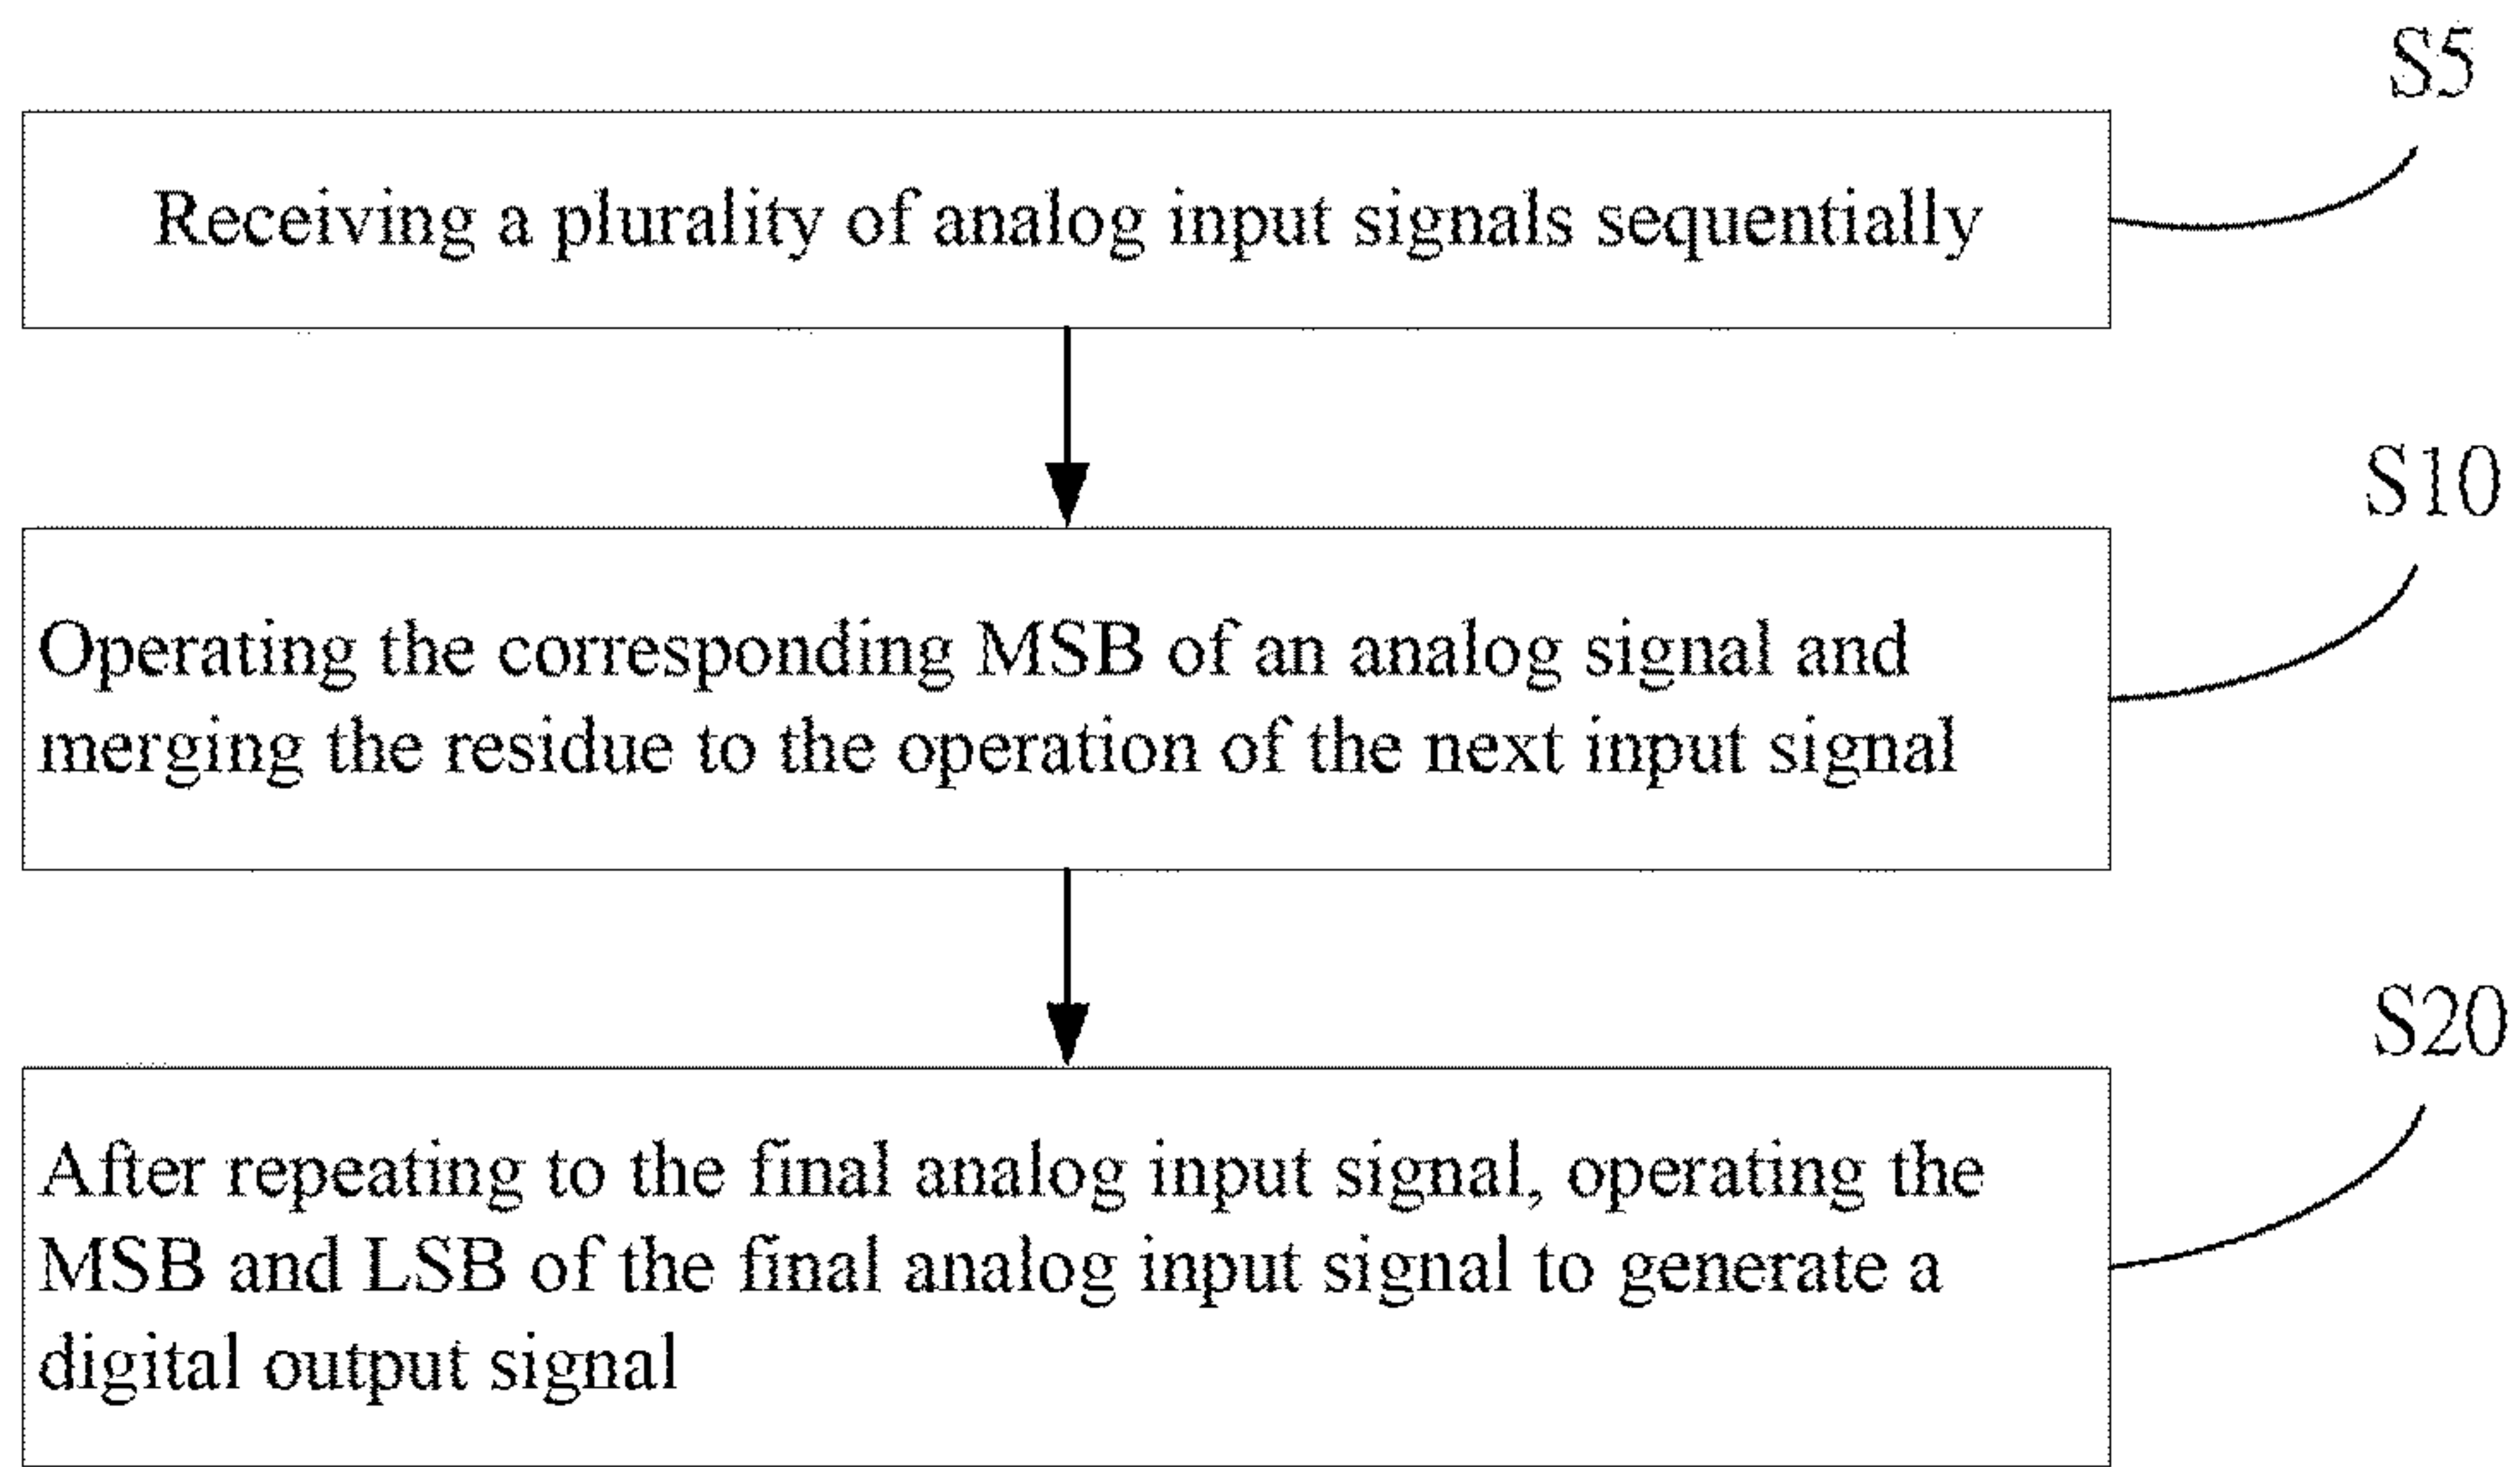 S5
Receiving a plurality of analog input signals sequentially
S10
Operating the corresponding MSB of an analog signal and
merging the residue to the operation of the next input signal
S20
After repeating to the final analog input signal, operating the
MSB and LSB of the final analog input signal to generate a
digital output signal